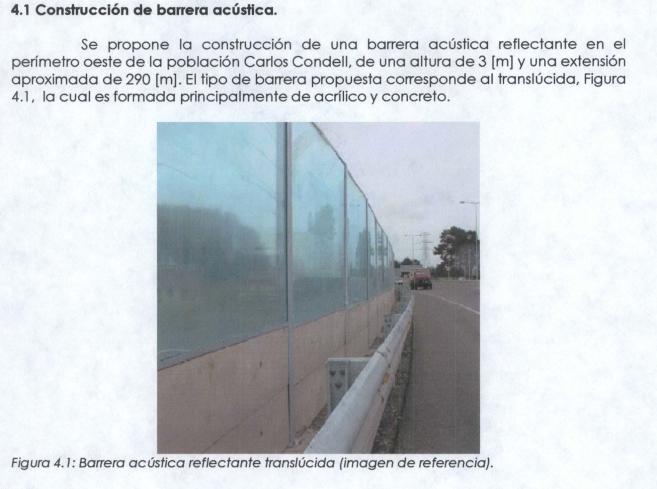 4.1 Construcción de barrera acústica.
Se propone la construcción de una barrera acústica reflectante en el
perímetro oeste de la población Carlos Condell, de una altura de 3 [m] y una extensión
aproximada de 290 [m]. El tipo de barrera propuesta corresponde al translúcida, Figura
4.1, la cual es formada principalmente de acrílico y concreto.
Figura 4.1: Barrera acústica reflectante translúcida (imagen de referencia).